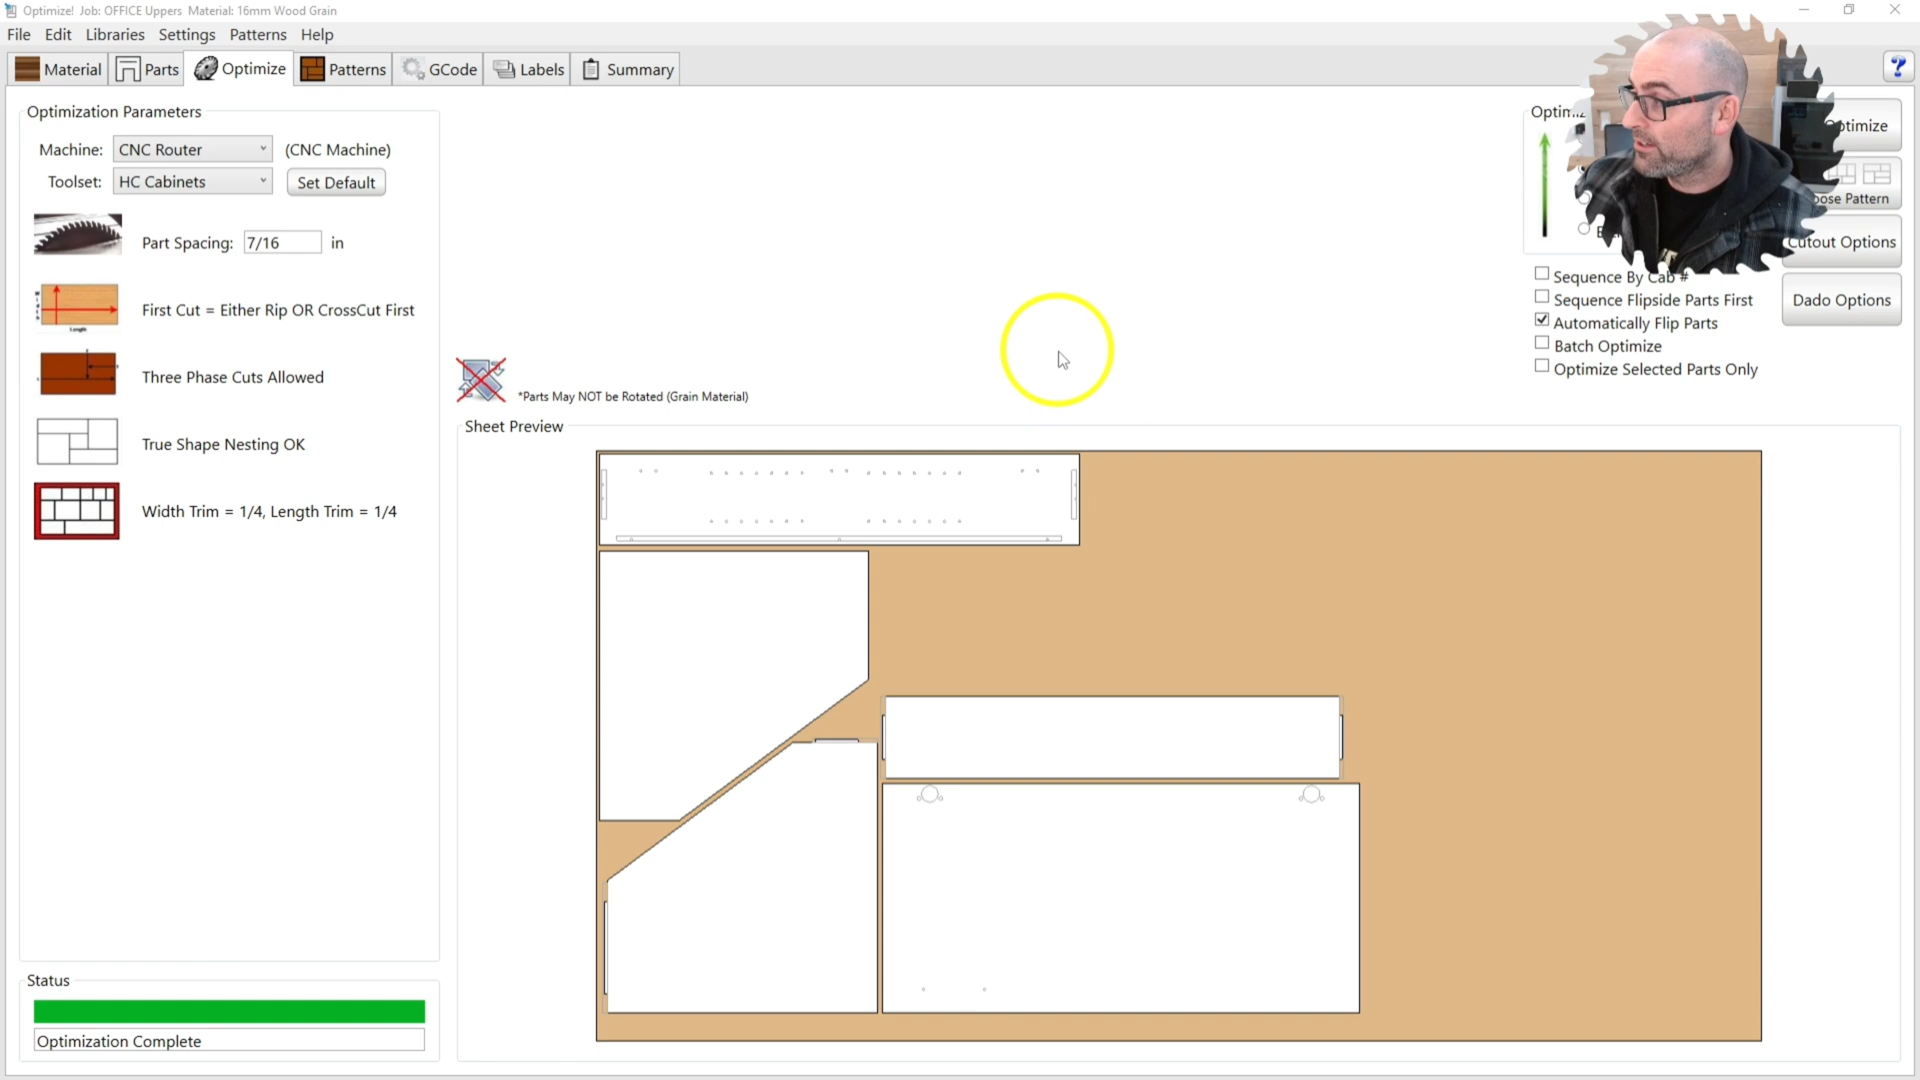 Optimize! Job: OFFICE Uppers Material: 16mm Wood Grain
File Edit Libraries Settings Patterns Help
Material Parts Optimize Patterns GCode Labels Summary
Optimization Parameters
Machine: CNC Router (CNC Machine)
Toolset: HC Cabinets Set Default
Part Spacing: 7/16 in
First Cut = Either Rip OR CrossCut First
Three Phase Cuts Allowed
True Shape Nesting OK
Width Trim = 1/4, Length Trim = 1/4
Status
Optimization Complete
*Parts May NOT be Rotated (Grain Material)
Sheet Preview
Sequence By Cab #
Sequence Flipside Parts First
Automatically Flip Parts
Batch Optimize
Optimize Selected Parts Only
Pattern
Cutout Options
Dado Options